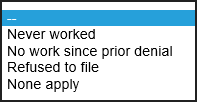 --
Never worked
No work since prior denial
Refused to file
None apply